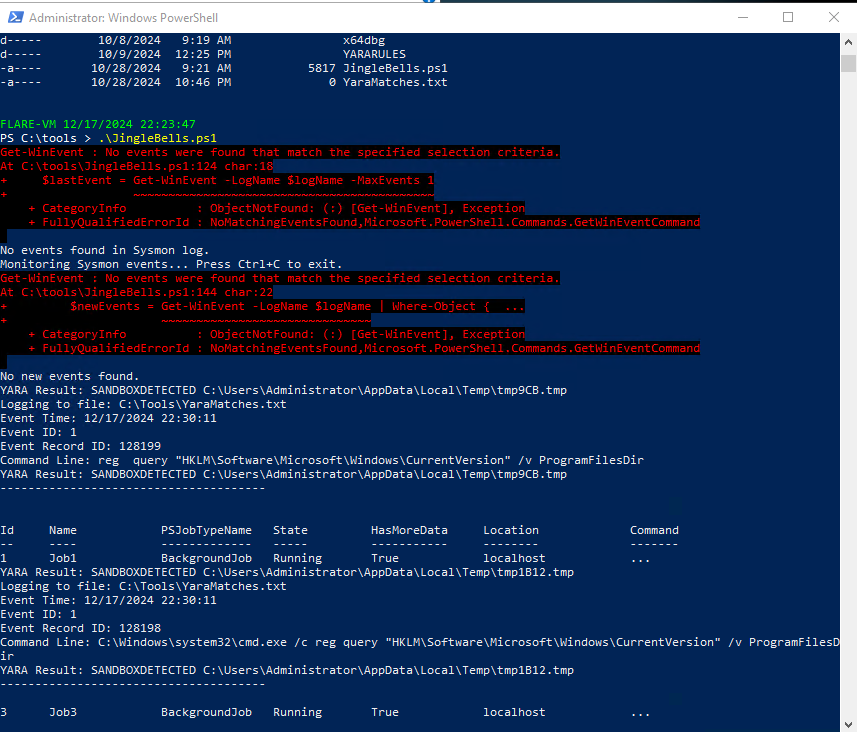 Administrator: Windows PowerShell
d-----        10/8/2024   9:19 AM                x64dbg
d-----        10/9/2024  12:25 PM                YARARULES
-a----       10/28/2024   9:21 AM           5817 JingleBells.ps1
-a----       10/28/2024  10:46 PM              0 YaraMatches.txt
FLARE-VM 12/17/2024 22:23:47
PS C:\tools > .\JingleBells.ps1
Get-WinEvent : No events were found that match the specified selection criteria.
At C:\tools\JingleBells.ps1:124 char:18
+     $lastEvent = Get-WinEvent -LogName $logName -MaxEvents 1
+                  ~~~~~~~~~~~~~~~~~~~~~~~~~~~~~~~~~~~~~~~~~~~
    + CategoryInfo          : ObjectNotFound: (:) [Get-WinEvent], Exception
    + FullyQualifiedErrorId : NoMatchingEventsFound,Microsoft.PowerShell.Commands.GetWinEventCommand
No events found in Sysmon log.
Monitoring Sysmon events... Press Ctrl+C to exit.
Get-WinEvent : No events were found that match the specified selection criteria.
At C:\tools\JingleBells.ps1:144 char:22
+         $newEvents = Get-WinEvent -LogName $logName | Where-Object {  ...
+                      ~~~~~~~~~~~~~~~~~~~~~~~~~~~~~~
    + CategoryInfo          : ObjectNotFound: (:) [Get-WinEvent], Exception
    + FullyQualifiedErrorId : NoMatchingEventsFound,Microsoft.PowerShell.Commands.GetWinEventCommand
No new events found.
YARA Result: SANDBOXDETECTED C:\Users\Administrator\AppData\Local\Temp\tmp9CB.tmp
Logging to file: C:\Tools\YaraMatches.txt
Event Time: 12/17/2024 22:30:11
Event ID: 1
Event Record ID: 128199
Command Line: reg  query "HKLM\Software\Microsoft\Windows\CurrentVersion" /v ProgramFilesDir
YARA Result: SANDBOXDETECTED C:\Users\Administrator\AppData\Local\Temp\tmp9CB.tmp
--------------------------------------
Id     Name            PSJobTypeName   State         HasMoreData     Location             Command
--     ----            -------------   -----         -----------     --------             -------
1      Job1            BackgroundJob   Running       True            localhost            ...
YARA Result: SANDBOXDETECTED C:\Users\Administrator\AppData\Local\Temp\tmp1B12.tmp
Logging to file: C:\Tools\YaraMatches.txt
Event Time: 12/17/2024 22:30:11
Event ID: 1
Event Record ID: 128198
Command Line: C:\Windows\system32\cmd.exe /c reg query "HKLM\Software\Microsoft\Windows\CurrentVersion" /v ProgramFilesD
ir
YARA Result: SANDBOXDETECTED C:\Users\Administrator\AppData\Local\Temp\tmp1B12.tmp
--------------------------------------
3      Job3            BackgroundJob   Running       True            localhost            ...